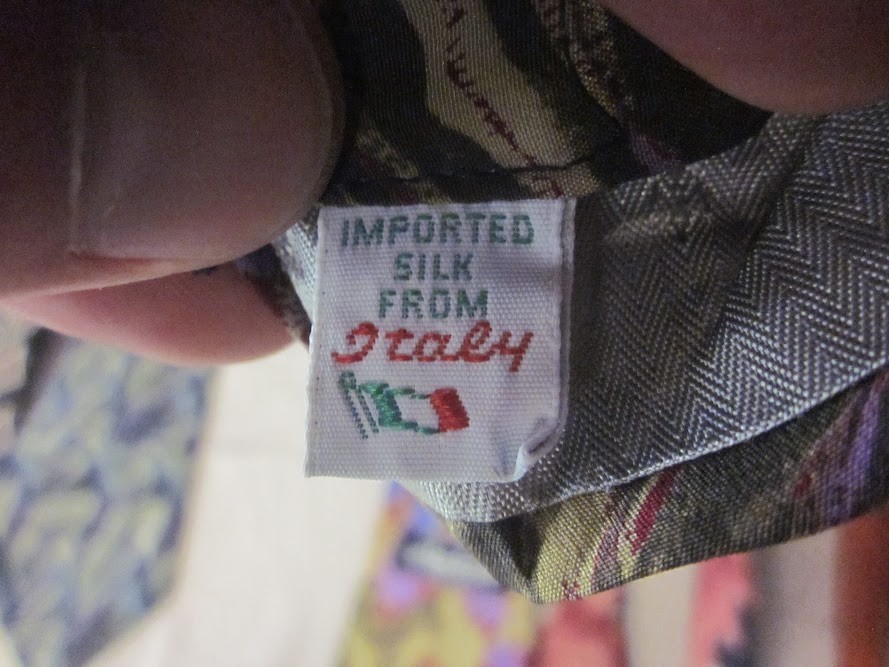 IMPORTED
SILK
FROM
Italy